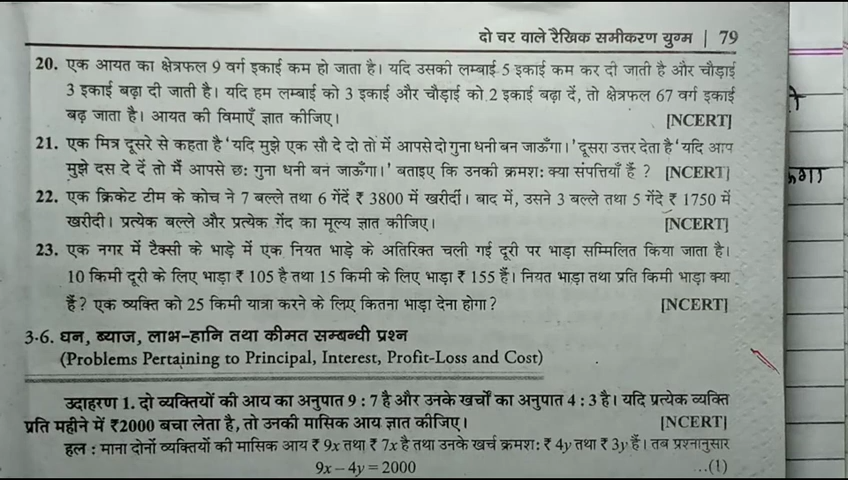 दो चर वाले रैखिक समीकरण युग्म | 79
20. एक आयत का क्षेत्रफल 9 वर्ग इकाई कम हो जाता है। यदि उसकी लम्बाई 5 इकाई कम कर दी जाती है और चौड़ाई
3 इकाई बढ़ा दी जाती है। यदि हम लम्बाई को 3 इकाई और चौड़ाई को 2 इकाई बढ़ा दें, तो क्षेत्रफल 67 वर्ग इकाई
बढ़ जाता है। आयत की विमाएँ ज्ञात कीजिए। [NCERT]
21. एक मित्र दूसरे से कहता है 'यदि मुझे एक सौ दे दो तो में आपसे दो गुना धनी बन जाऊँगा।' दूसरा उत्तर देता है 'यदि आप
मुझे दस दे दें तो मैं आपसे छः गुना धनी बन जाऊँगा।' बताइए कि उनकी क्रमशः क्या संपत्तियाँ हैं ? [NCERT]
22. एक क्रिकेट टीम के कोच ने 7 बल्ले तथा 6 गेंदें ₹ 3800 में खरीदीं। बाद में, उसने 3 बल्ले तथा 5 गेंदे ₹ 1750 में
खरीदी। प्रत्येक बल्ले और प्रत्येक गेंद का मूल्य ज्ञात कीजिए। [NCERT]
23. एक नगर में टैक्सी के भाड़े में एक नियत भाड़े के अतिरिक्त चली गई दूरी पर भाड़ा सम्मिलित किया जाता है।
10 किमी दूरी के लिए भाड़ा ₹ 105 है तथा 15 किमी के लिए भाड़ा ₹ 155 हैं। नियत भाड़ा तथा प्रति किमी भाड़ा क्या
हैं ? एक व्यक्ति को 25 किमी यात्रा करने के लिए कितना भाड़ा देना होगा ? [NCERT]
3·6. धन, ब्याज, लाभ-हानि तथा कीमत सम्बन्धी प्रश्न
(Problems Pertaining to Principal, Interest, Profit-Loss and Cost)
उदाहरण 1. दो व्यक्तियों की आय का अनुपात 9 : 7 है और उनके खर्चों का अनुपात 4 : 3 है। यदि प्रत्येक व्यक्ति
प्रति महीने में ₹2000 बचा लेता है, तो उनकी मासिक आय ज्ञात कीजिए। [NCERT]
हल : माना दोनों व्यक्तियों की मासिक आय ₹ 9x तथा ₹ 7x है तथा उनके खर्च क्रमशः ₹ 4y तथा ₹ 3y हैं। तब प्रश्नानुसार
9x – 4y = 2000 ...(1)